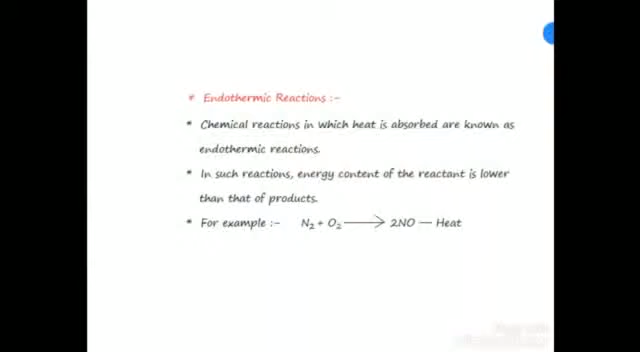 * Endothermic Reactions :-
* Chemical reactions in which heat is absorbed are known as
endothermic reactions.
* In such reactions, energy content of the reactant is lower
than that of products.
* For example :- N₂ + O₂ ⟶ 2NO — Heat